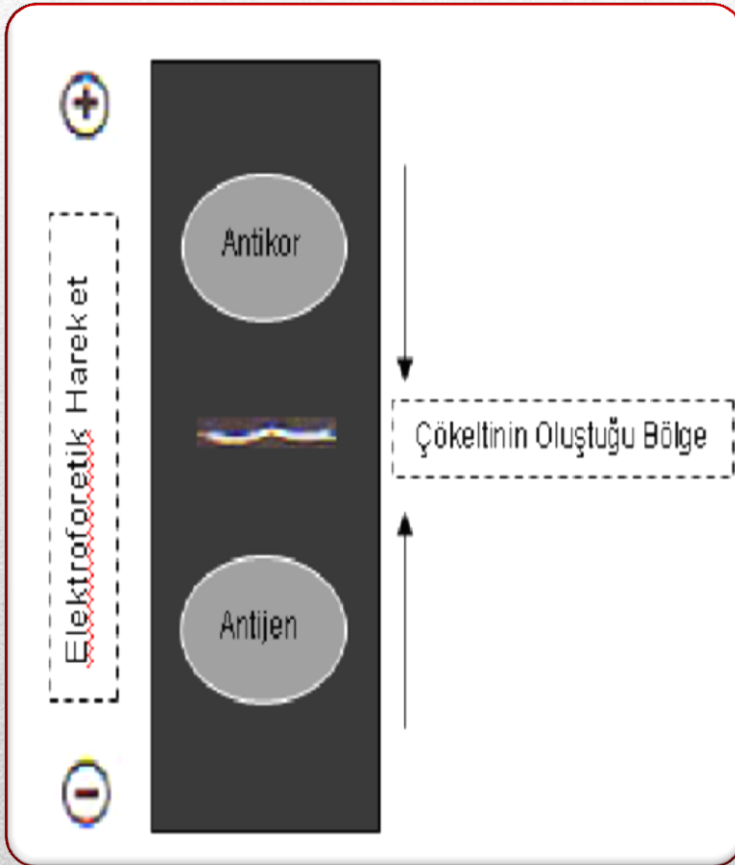 +
Elektroforetik Hareket
Antikor
Çökeltinin Oluştuğu Bölge
Antijen
-